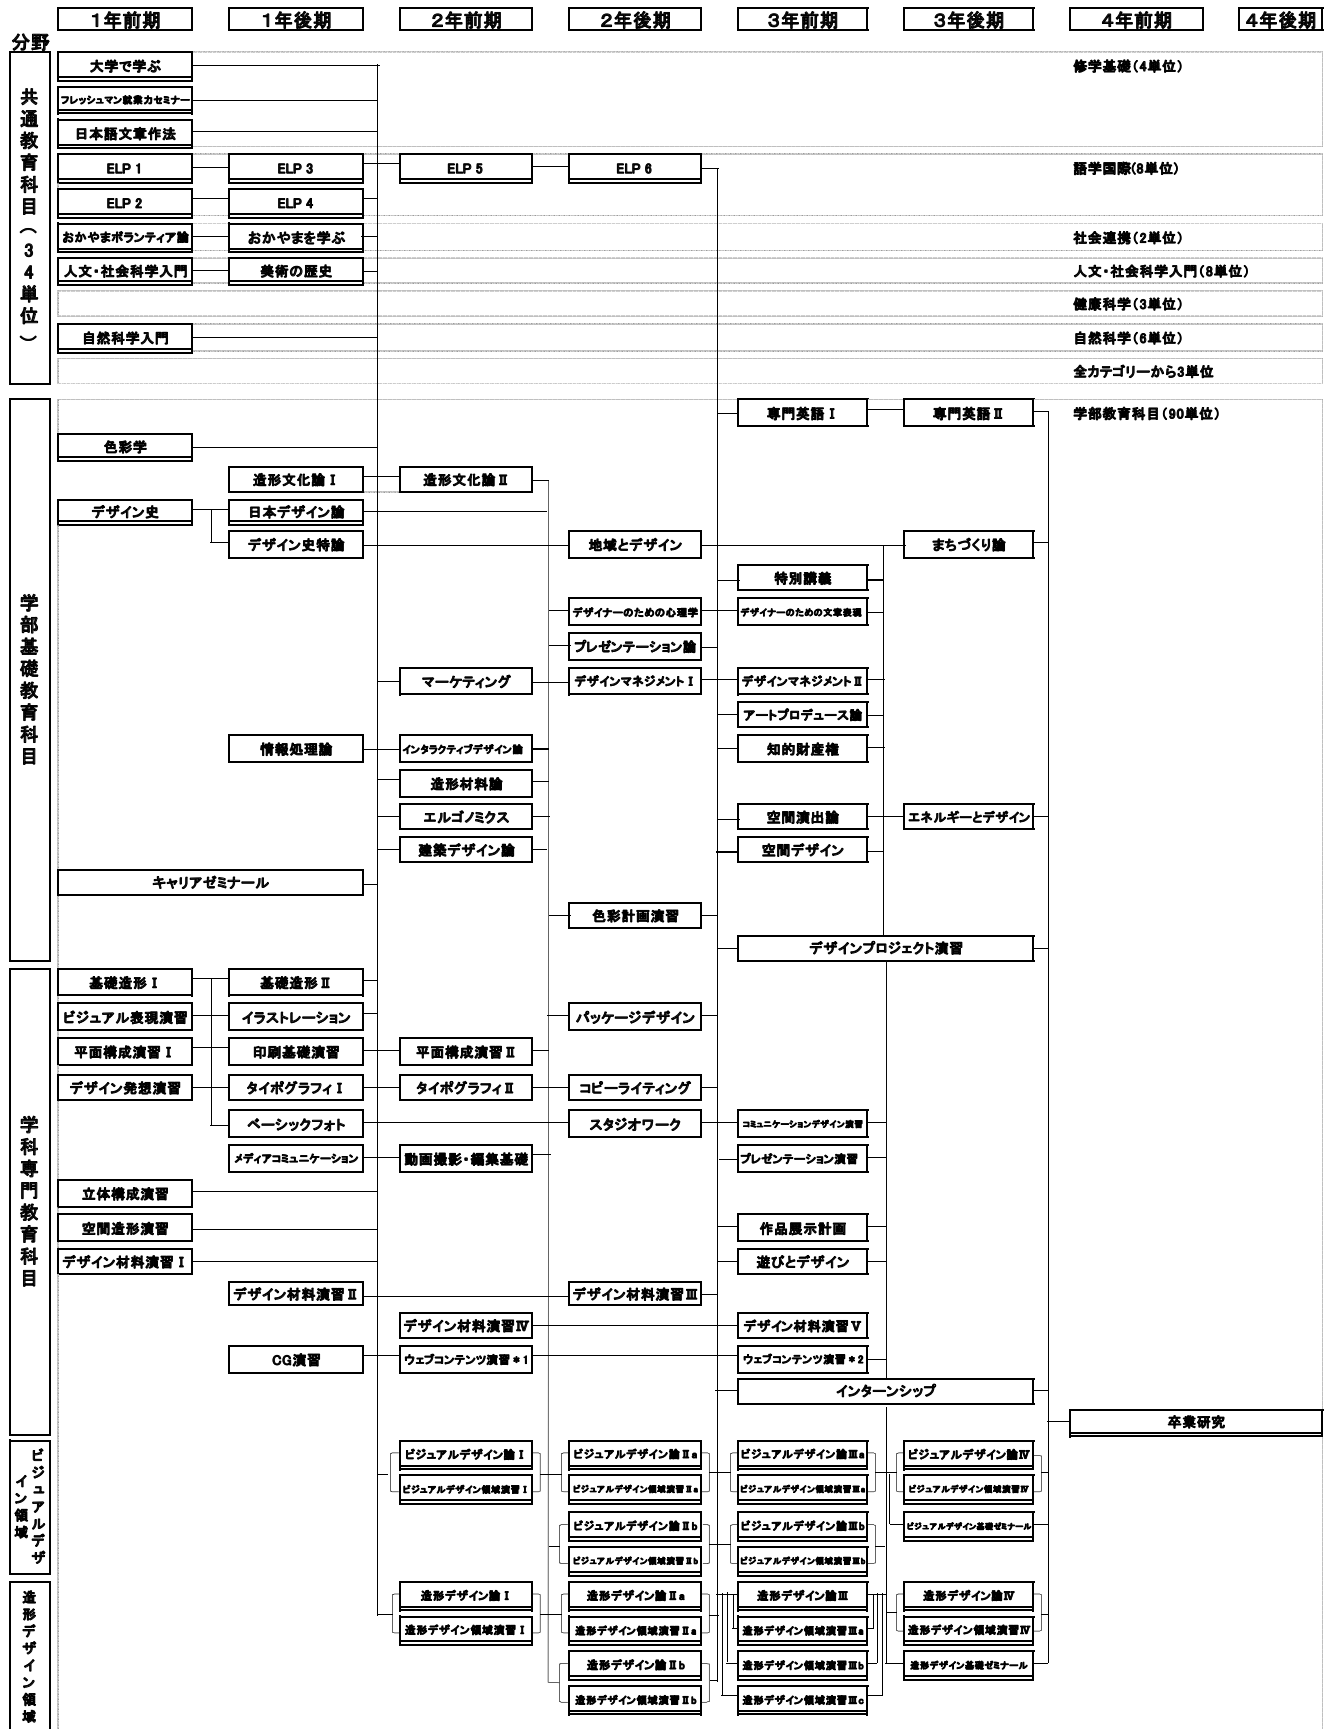 1年前期 1年後期 2年前期 2年後期 3年前期 3年後期 4年前期 4年後期
分野
共通教育科目(34単位)
大学で学ぶ 修学基礎(4単位)
フレッシュマン就業力セミナー
日本語文章作法
ELP 1 ELP 3 ELP 5 ELP 6 語学国際(8単位)
ELP 2 ELP 4
おかやまボランティア論 おかやまを学ぶ 社会連携(2単位)
人文・社会科学入門 美術の歴史 人文・社会科学入門(8単位)
健康科学(3単位)
自然科学入門 自然科学(6単位)
全カテゴリーから3単位
学部基礎教育科目
専門英語Ⅰ 専門英語Ⅱ 学部教育科目(90単位)
色彩学
造形文化論Ⅰ 造形文化論Ⅱ
デザイン史 日本デザイン論
デザイン史特論 地域とデザイン まちづくり論
特別講義
デザイナーのための心理学 デザイナーのための文章表現
プレゼンテーション論
マーケティング デザインマネジメントⅠ デザインマネジメントⅡ
アートプロデュース論
情報処理論 インタラクティブデザイン論 知的財産権
造形材料論
エルゴノミクス 空間演出論 エネルギーとデザイン
建築デザイン論 空間デザイン
キャリアゼミナール
色彩計画演習
デザインプロジェクト演習
学科専門教育科目
基礎造形Ⅰ 基礎造形Ⅱ
ビジュアル表現演習 イラストレーション パッケージデザイン
平面構成演習Ⅰ 印刷基礎演習 平面構成演習Ⅱ
デザイン発想演習 タイポグラフィⅠ タイポグラフィⅡ コピーライティング
ベーシックフォト スタジオワーク コミュニケーションデザイン演習
メディアコミュニケーション 動画撮影・編集基礎 プレゼンテーション演習
立体構成演習
空間造形演習 作品展示計画
デザイン材料演習Ⅰ 遊びとデザイン
デザイン材料演習Ⅱ デザイン材料演習Ⅲ
デザイン材料演習Ⅳ デザイン材料演習Ⅴ
CG演習 ウェブコンテンツ演習*1 ウェブコンテンツ演習*2
インターンシップ
卒業研究
ビジュアルデザイン領域
ビジュアルデザイン論Ⅰ ビジュアルデザイン論Ⅱa ビジュアルデザイン論Ⅲa ビジュアルデザイン論Ⅳ
ビジュアルデザイン領域演習Ⅰ ビジュアルデザイン領域演習Ⅱa ビジュアルデザイン領域演習Ⅲa ビジュアルデザイン領域演習Ⅳ
ビジュアルデザイン論Ⅱb ビジュアルデザイン論Ⅲb ビジュアルデザイン基礎ゼミナール
ビジュアルデザイン領域演習Ⅱb ビジュアルデザイン領域演習Ⅲb
造形デザイン領域
造形デザイン論Ⅰ 造形デザイン論Ⅱa 造形デザイン論Ⅲ 造形デザイン論Ⅳ
造形デザイン領域演習Ⅰ 造形デザイン領域演習Ⅱa 造形デザイン領域演習Ⅲa 造形デザイン領域演習Ⅳ
造形デザイン論Ⅱb 造形デザイン領域演習Ⅲb 造形デザイン基礎ゼミナール
造形デザイン領域演習Ⅱb 造形デザイン領域演習Ⅲc